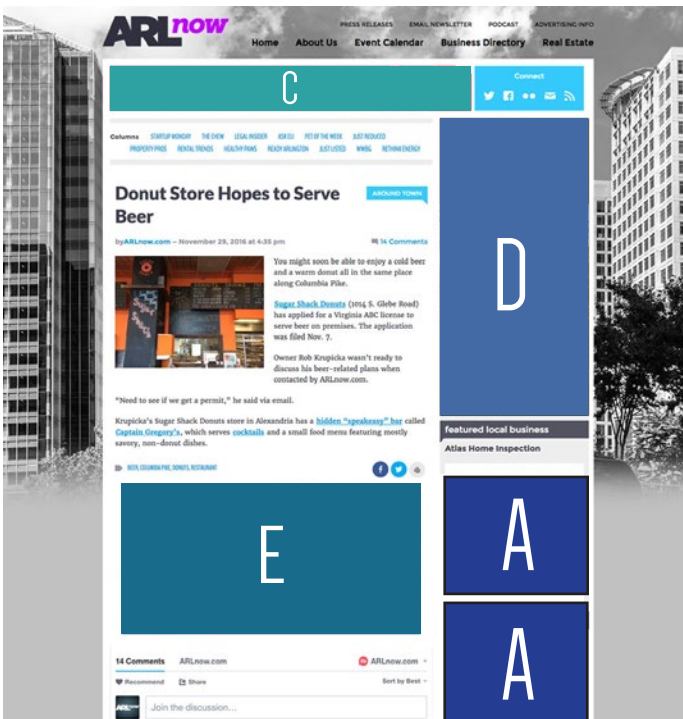 ARLnow
PRESS RELEASES EMAIL NEWSLETTER PODCAST ADVERTISING INFO
Home About Us Event Calendar Business Directory Real Estate
C
Connect
Columns STARTUP MONDAY THE CHEW LEGAL INSIDER ASK ELI PET OF THE WEEK JUST REDUCED
PROPERTY PROS RENTAL TRENDS HEALTHY PAWS READY ARLINGTON JUST LISTED WWBG RETHINK ENERGY
D
Donut Store Hopes to Serve
Beer
AROUND TOWN
byARLnow.com – November 29, 2016 at 4:35 pm
14 Comments
You might soon be able to enjoy a cold beer
and a warm donut all in the same place
along Columbia Pike.
Sugar Shack Donuts (1014 S. Glebe Road)
has applied for a Virginia ABC license to
serve beer on premises. The application
was filed Nov. 7.
Owner Rob Krupicka wasn't ready to
discuss his beer-related plans when
contacted by ARLnow.com.
"Need to see if we get a permit," he said via email.
Krupicka's Sugar Shack Donuts store in Alexandria has a hidden "speakeasy" bar called
Captain Gregory's, which serves cocktails and a small food menu featuring mostly
savory, non-donut dishes.
BEER, COLUMBIA PIKE, DONUTS, RESTAURANT
featured local business
Atlas Home Inspection
E
A
A
14 Comments ARLnow.com ARLnow.com
Recommend Share Sort by Best
Join the discussion...